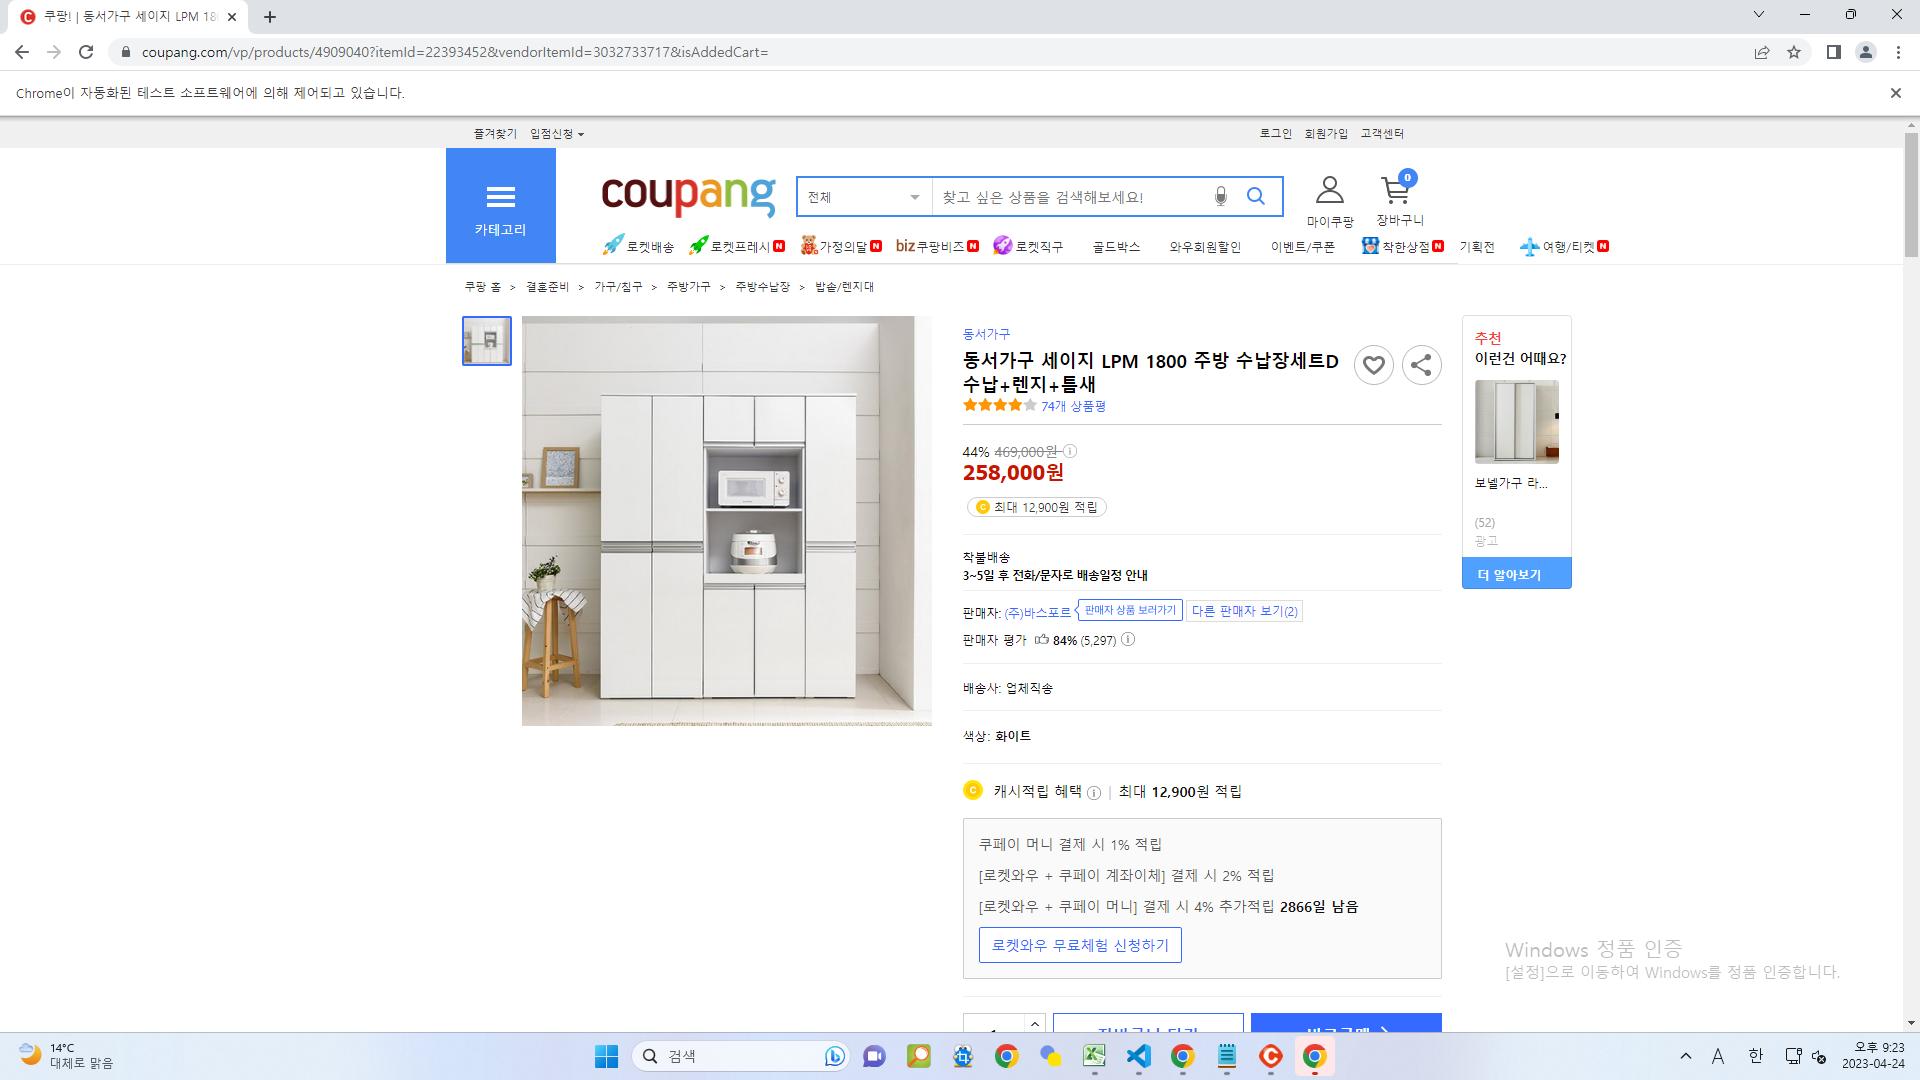 쿠팡! | 동서가구 세이지 LPM 18
coupang.com/vp/products/4909040?itemId=22393452&vendorItemId=3032733717&isAddedCart=
Chrome이 자동화된 테스트 소프트웨어에 의해 제어되고 있습니다.
즐겨찾기 입점신청
로그인 회원가입 고객센터
카테고리
coupang
전체
찾고 싶은 상품을 검색해보세요!
마이쿠팡
0
장바구니
로켓배송
로켓프레시 N
가정의달 N
biz 쿠팡비즈 N
로켓직구
골드박스
와우회원할인
이벤트/쿠폰
착한상점 N
기획전
여행/티켓 N
쿠팡 홈 > 결혼준비 > 가구/침구 > 주방가구 > 주방수납장 > 밥솥/렌지대
동서가구
동서가구 세이지 LPM 1800 주방 수납장세트D
수납+렌지+틈새
74개 상품평
44% 469,000원
258,000원
최대 12,900원 적립
착불배송
3~5일 후 전화/문자로 배송일정 안내
판매자: (주)바스포르 판매자 상품 보러가기 다른 판매자 보기(2)
판매자 평가 84% (5,297)
배송사: 업체직송
색상: 화이트
캐시적립 혜택 | 최대 12,900원 적립
쿠페이 머니 결제 시 1% 적립
[로켓와우 + 쿠페이 계좌이체] 결제 시 2% 적립
[로켓와우 + 쿠페이 머니] 결제 시 4% 추가적립 2866일 남음
로켓와우 무료체험 신청하기
추천
이런건 어때요?
보넬가구 라...
(52)
광고
더 알아보기
Windows 정품 인증
[설정]으로 이동하여 Windows를 정품 인증합니다.
14°C
대체로 맑음
검색
A
한
오후 9:23
2023-04-24